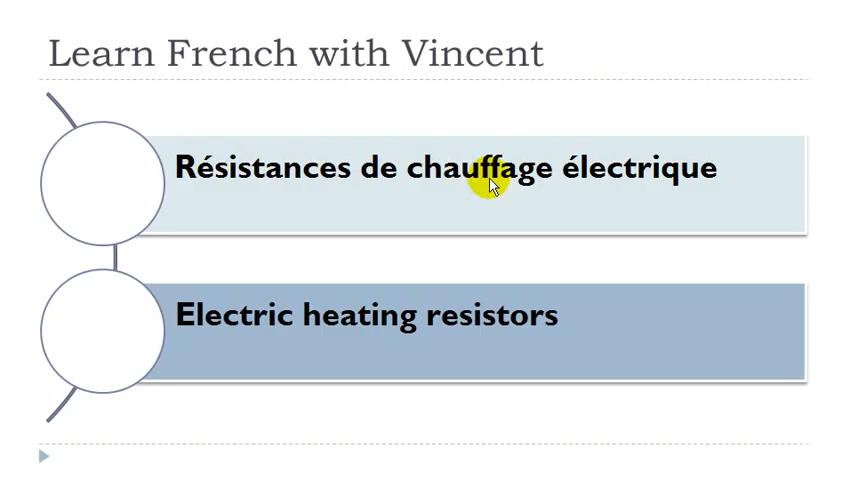 Learn French with Vincent
Résistances de chauffage électrique
Electric heating resistors